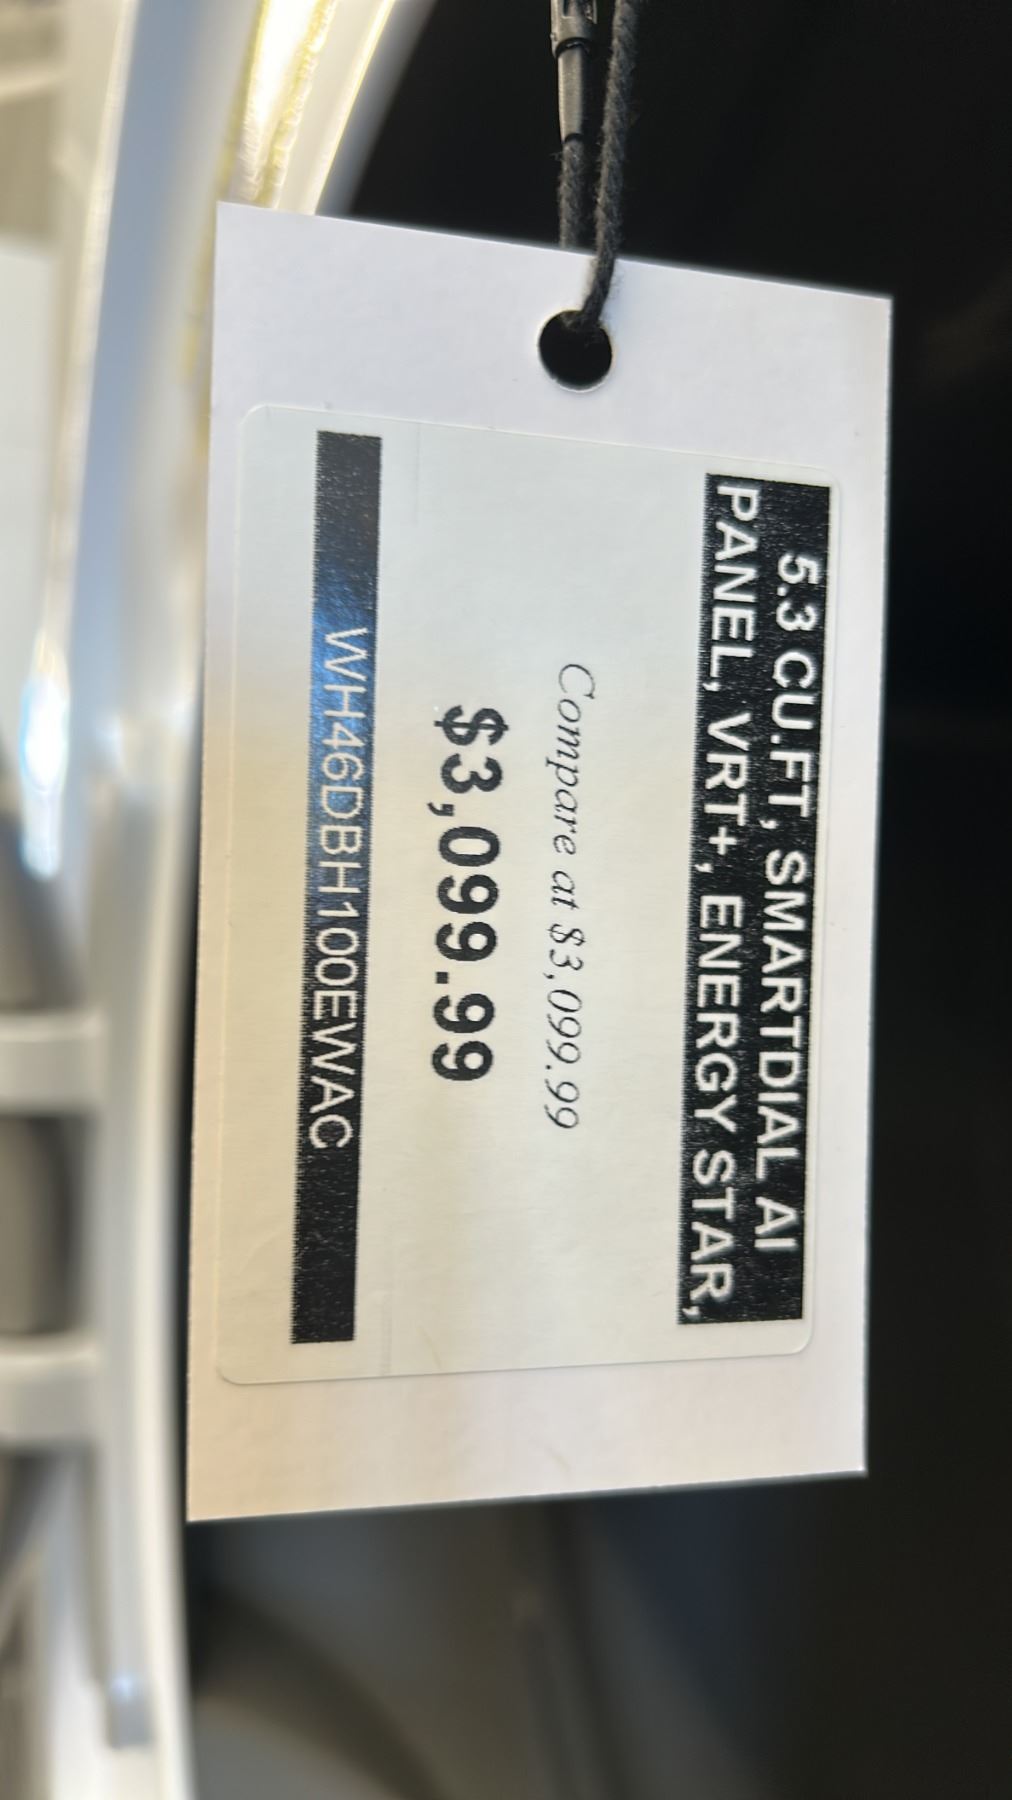 5.3 CU.FT, SMARTDIAL AI
PANEL, VRT+, ENERGY STAR,
Compare at $3,099.99
$3,099.99
WH46DBH100EWAC